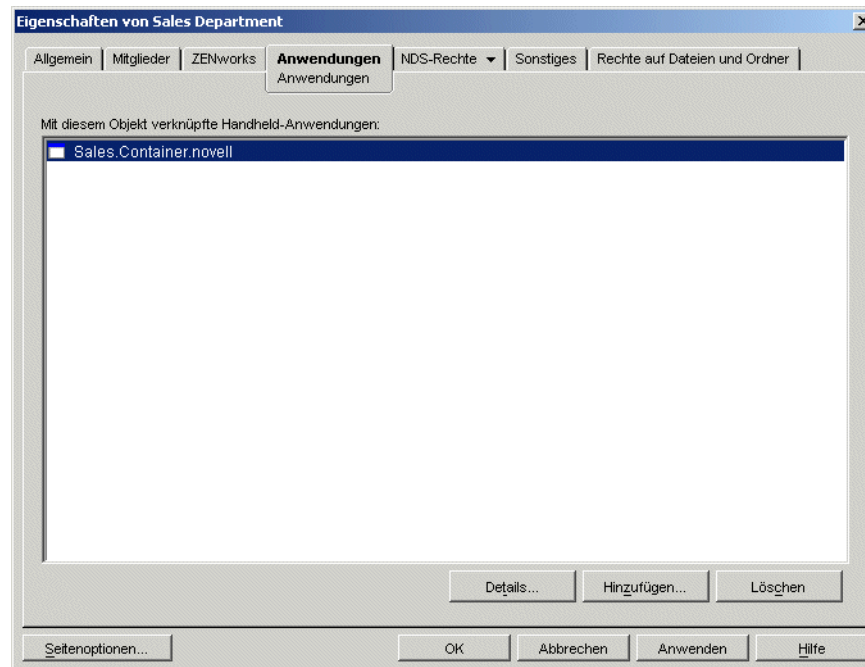 Eigenschaften von Sales Department
Allgemein Mitglieder ZENworks Anwendungen NDS-Rechte Sonstiges Rechte auf Dateien und Ordner
Anwendungen
Mit diesem Objekt verknüpfte Handheld-Anwendungen:
Sales.Container.novell
Details... Hinzufügen... Löschen
Seitenoptionen... OK Abbrechen Anwenden Hilfe